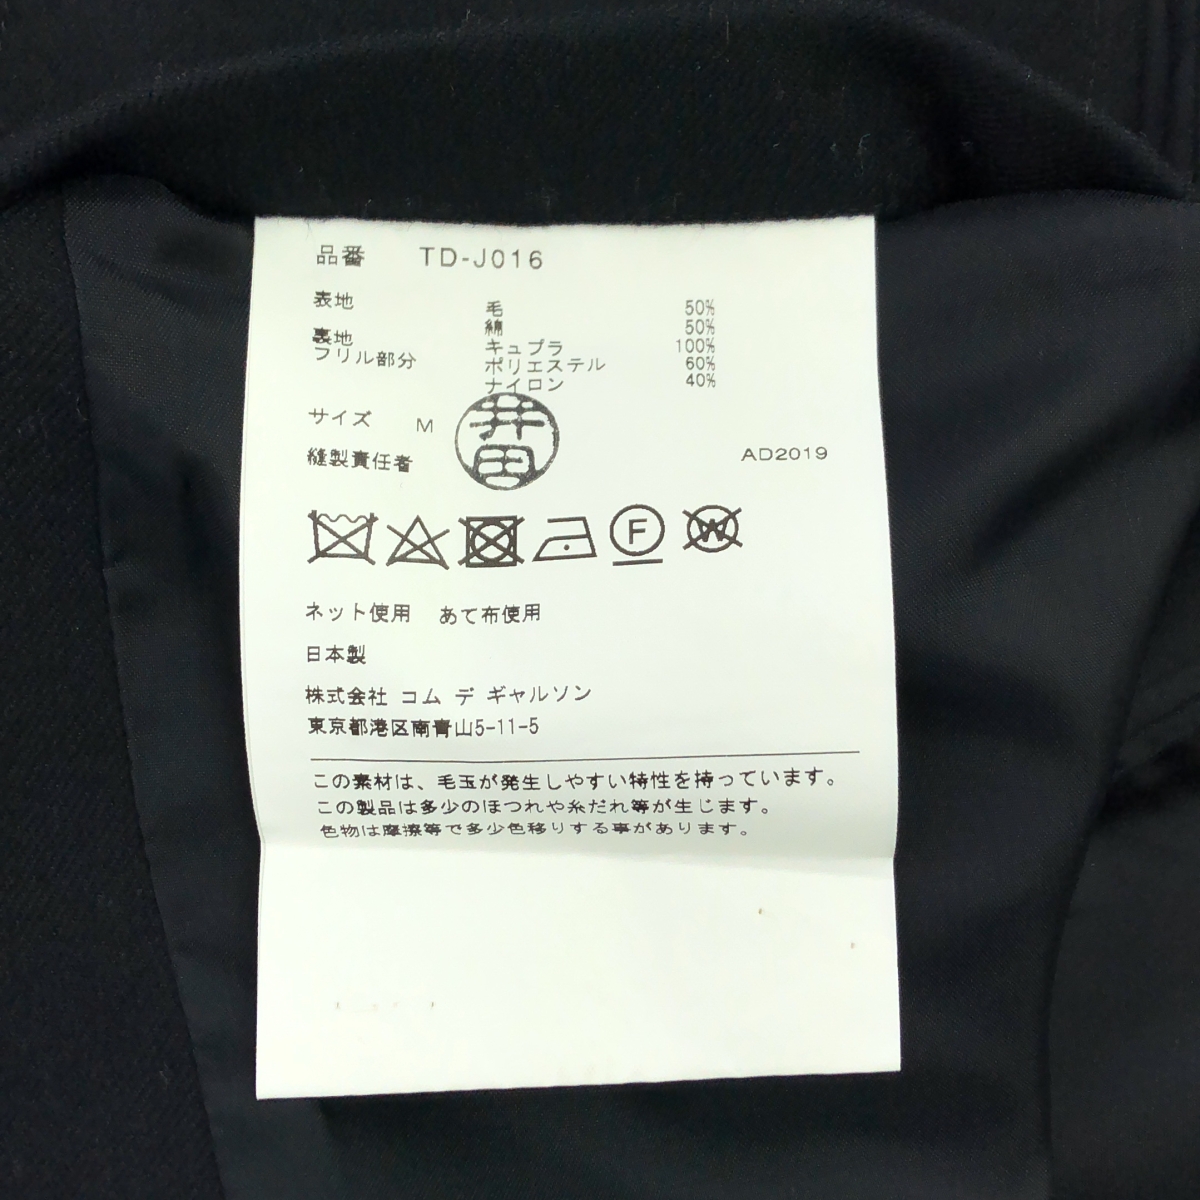 品番 TD-J016
表地 毛 50%
綿 50%
裏地 キュプラ 100%
フリル部分 ポリエステル 60%
ナイロン 40%
サイズ M
縫製責任者 井田 AD2019
F W
ネット使用 あて布使用
日本製
株式会社 コム デ ギャルソン
東京都港区南青山5-11-5
この素材は、毛玉が発生しやすい特性を持っています。
この製品は多少のほつれや糸だれ等が生じます。
色物は摩擦等で多少色移りする事があります。